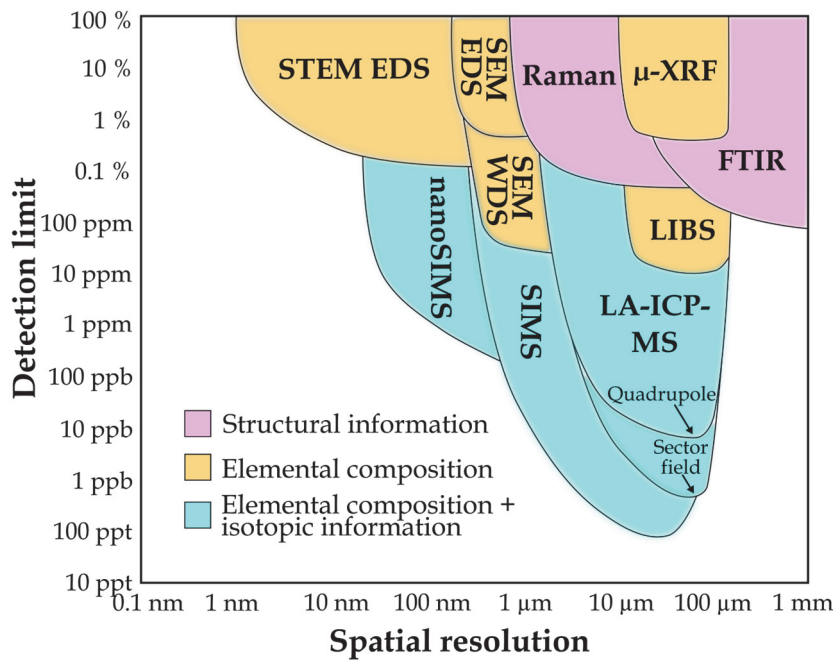 100 %
10 %
1 %
0.1 %
100 ppm
10 ppm
1 ppm
100 ppb
10 ppb
1 ppb
100 ppt
10 ppt
Detection limit
STEM EDS
SEM
EDS
Raman
μ-XRF
FTIR
nanoSIMS
SEM
WDS
SIMS
LIBS
LA-ICP-
MS
Quadrupole
Sector
field
Structural information
Elemental composition
Elemental composition +
isotopic information
0.1 nm 1 nm 10 nm 100 nm 1 μm 10 μm 100 μm 1 mm
Spatial resolution